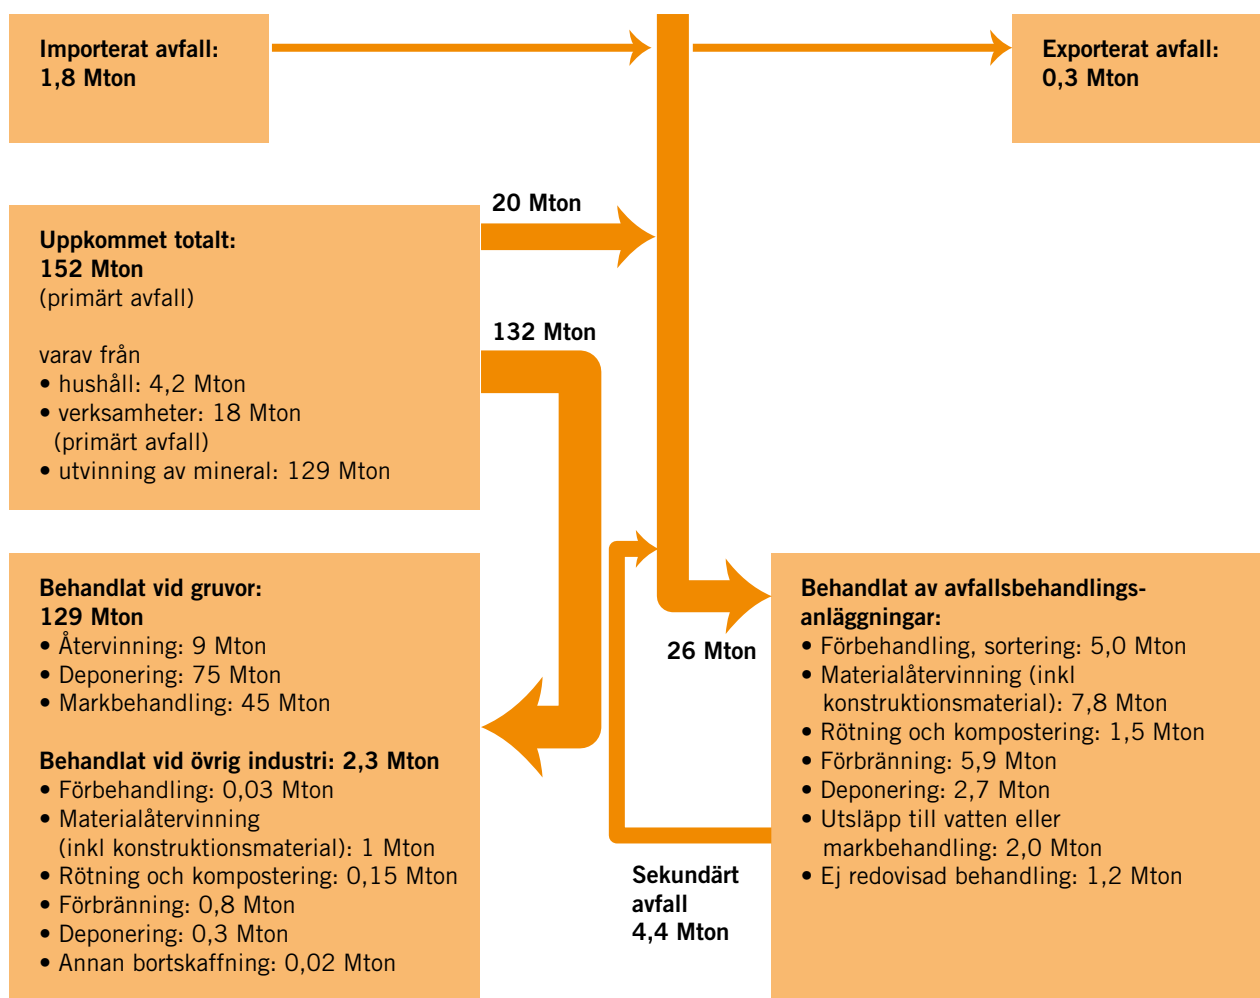 Importerat avfall:
1,8 Mton
Exporterat avfall:
0,3 Mton
20 Mton
Uppkommet totalt:
152 Mton
(primärt avfall)
varav från
• hushåll: 4,2 Mton
• verksamheter: 18 Mton
(primärt avfall)
• utvinning av mineral: 129 Mton
132 Mton
Behandlat vid gruvor:
129 Mton
• Återvinning: 9 Mton
• Deponering: 75 Mton
• Markbehandling: 45 Mton
Behandlat vid övrig industri: 2,3 Mton
• Förbehandling: 0,03 Mton
• Materialåtervinning
(inkl konstruktionsmaterial): 1 Mton
• Rötning och kompostering: 0,15 Mton
• Förbränning: 0,8 Mton
• Deponering: 0,3 Mton
• Annan bortskaffning: 0,02 Mton
26 Mton
Behandlat av avfallsbehandlings-
anläggningar:
• Förbehandling, sortering: 5,0 Mton
• Materialåtervinning (inkl
konstruktionsmaterial): 7,8 Mton
• Rötning och kompostering: 1,5 Mton
• Förbränning: 5,9 Mton
• Deponering: 2,7 Mton
• Utsläpp till vatten eller
markbehandling: 2,0 Mton
• Ej redovisad behandling: 1,2 Mton
Sekundärt
avfall
4,4 Mton